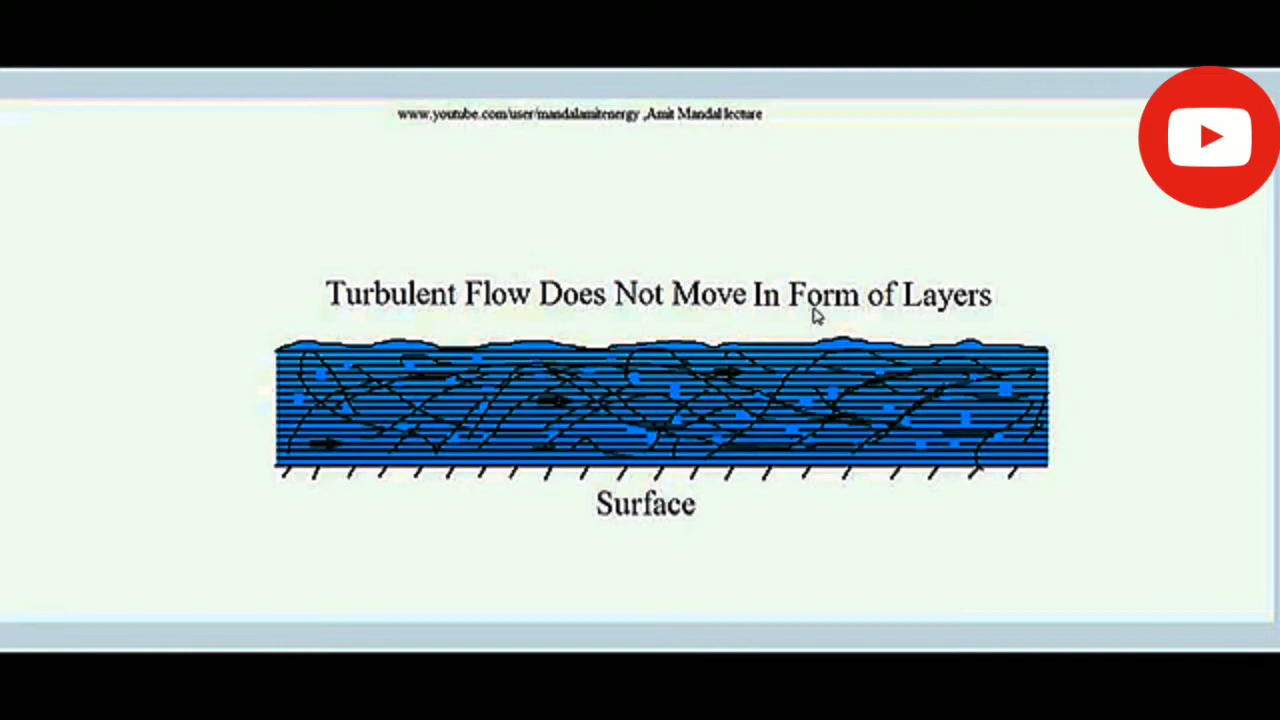 www.youtube.com/user/mandalamitenergy ,Amit Mandal lecture
Turbulent Flow Does Not Move In Form of Layers
Surface